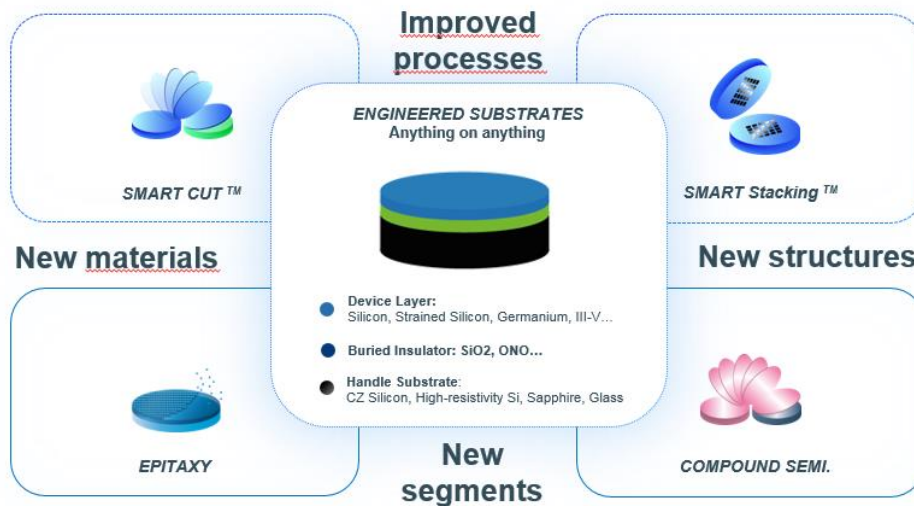 Improved
processes
ENGINEERED SUBSTRATES
Anything on anything
SMART CUT ™
SMART Stacking ™
New materials
New structures
Device Layer:
Silicon, Strained Silicon, Germanium, III-V...
Buried Insulator: SiO2, ONO...
Handle Substrate:
CZ Silicon, High-resistivity Si, Sapphire, Glass
EPITAXY
COMPOUND SEMI.
New
segments